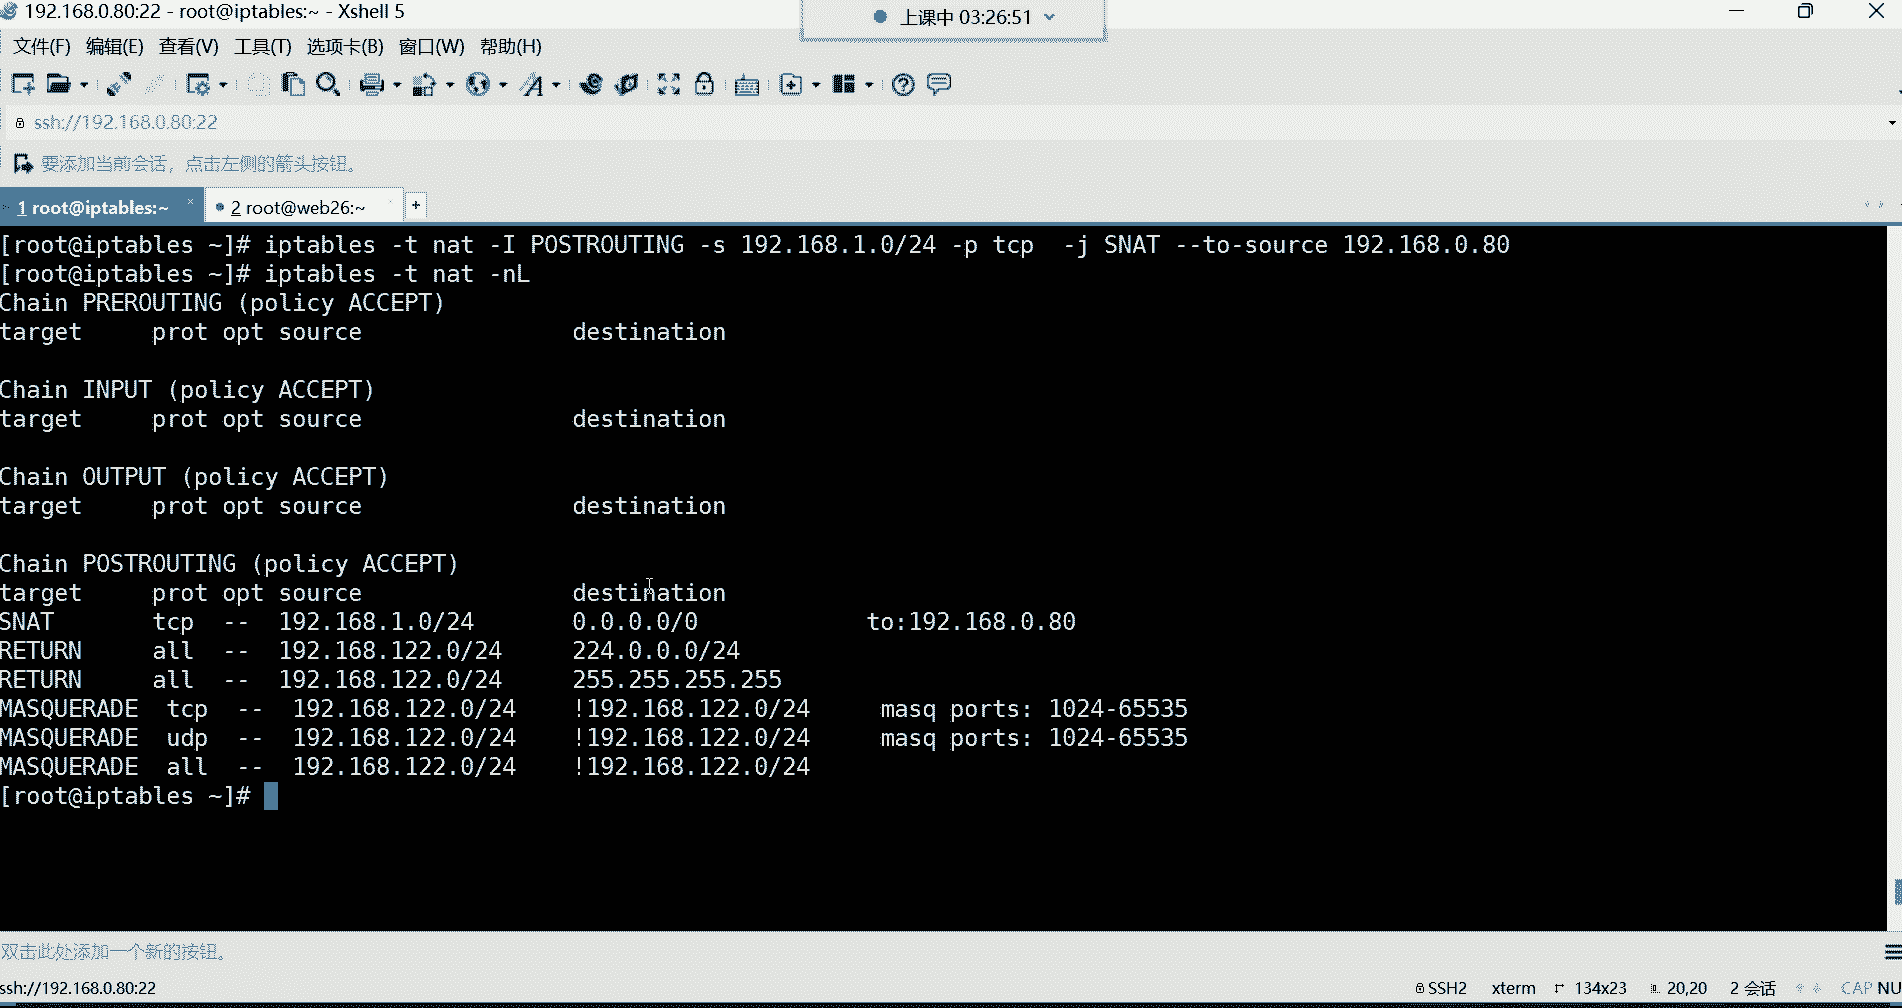 192.168.0.80:22 - root@iptables:~ - Xshell 5
上课中 03:26:51
文件(F) 编辑(E) 查看(V) 工具(T) 选项卡(B) 窗口(W) 帮助(H)
ssh://192.168.0.80:22
要添加当前会话，点击左侧的箭头按钮。
1 root@iptables:~ × 2 root@web26:~ +
[root@iptables ~]# iptables -t nat -I POSTROUTING -s 192.168.1.0/24 -p tcp  -j SNAT --to-source 192.168.0.80
[root@iptables ~]# iptables -t nat -nL
Chain PREROUTING (policy ACCEPT)
target     prot opt source               destination
Chain INPUT (policy ACCEPT)
target     prot opt source               destination
Chain OUTPUT (policy ACCEPT)
target     prot opt source               destination
Chain POSTROUTING (policy ACCEPT)
target     prot opt source               destination
SNAT       tcp  --  192.168.1.0/24       0.0.0.0/0            to:192.168.0.80
RETURN     all  --  192.168.122.0/24     224.0.0.0/24
RETURN     all  --  192.168.122.0/24     255.255.255.255
MASQUERADE  tcp  --  192.168.122.0/24    !192.168.122.0/24     masq ports: 1024-65535
MASQUERADE  udp  --  192.168.122.0/24    !192.168.122.0/24     masq ports: 1024-65535
MASQUERADE  all  --  192.168.122.0/24    !192.168.122.0/24
[root@iptables ~]#
双击此处添加一个新的按钮。
ssh://192.168.0.80:22 SSH2 xterm 134x23 20,20 2 会话 CAP NU